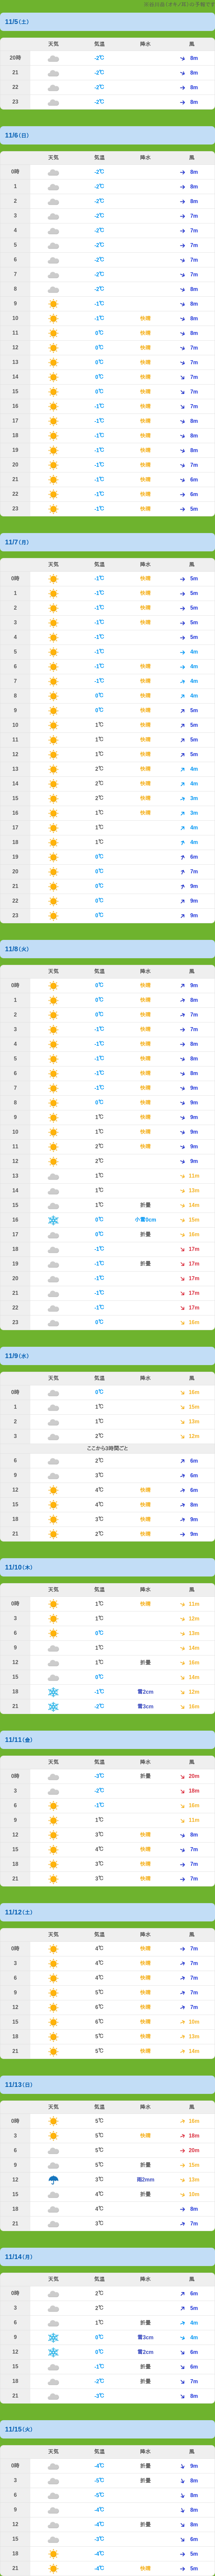 (オキノ耳)の予報です
11/5(土)
天気 気温 降水 風
20時 -2℃ 8m
21 -2℃ 8m
22 -2℃ 8m
23 -2℃ 8m
11/6(日)
天気 気温 降水 風
0時 -2℃ 8m
1 -2℃ 8m
2 -2℃ 8m
3 -2℃ 7m
4 -2℃ 7m
5 -2℃ 7m
6 -2℃ 7m
7 -2℃ 7m
8 -2℃ 8m
9 -1℃ 8m
10 -1℃ 快晴 8m
11 0℃ 快晴 8m
12 0℃ 快晴 7m
13 0℃ 快晴 7m
14 0℃ 快晴 7m
15 0℃ 快晴 7m
16 -1℃ 快晴 7m
17 -1℃ 快晴 8m
18 -1℃ 快晴 8m
19 -1℃ 快晴 8m
20 -1℃ 快晴 7m
21 -1℃ 快晴 6m
22 -1℃ 快晴 6m
23 -1℃ 快晴 5m
11/7(月)
天気 気温 降水 風
0時 -1℃ 快晴 5m
1 -1℃ 快晴 5m
2 -1℃ 快晴 5m
3 -1℃ 快晴 5m
4 -1℃ 5m
5 -1℃ 4m
6 -1℃ 快晴 4m
7 -1℃ 快晴 4m
8 0℃ 快晴 4m
9 0℃ 快晴 5m
10 1℃ 快晴 5m
11 1℃ 快晴 5m
12 1℃ 快晴 5m
13 2℃ 快晴 4m
14 2℃ 快晴 4m
15 2℃ 快晴 3m
16 1℃ 快晴 3m
17 1℃ 4m
18 1℃ 4m
19 0℃ 6m
20 0℃ 7m
21 0℃ 9m
22 0℃ 9m
23 0℃ 9m
11/8(火)
天気 気温 降水 風
0時 0℃ 快晴 9m
1 0℃ 快晴 8m
2 0℃ 快晴 7m
3 -1℃ 快晴 7m
4 -1℃ 快晴 8m
5 -1℃ 快晴 8m
6 -1℃ 快晴 8m
7 -1℃ 快晴 9m
8 0℃ 快晴 9m
9 1℃ 快晴 9m
10 1℃ 快晴 9m
11 2℃ 快晴 9m
12 2℃ 9m
13 1℃ 11m
14 1℃ 13m
15 1℃ 折曇 14m
16 0℃ 小雪0cm 15m
17 0℃ 折曇 16m
18 -1℃ 17m
19 -1℃ 折曇 17m
20 -1℃ 17m
21 -1℃ 17m
22 -1℃ 17m
23 0℃ 16m
11/9(水)
天気 気温 降水 風
0時 0℃ 16m
1 1℃ 15m
2 1℃ 13m
3 1℃ 12m
ここから3時間ごと
6 2℃ 6m
9 3℃ 6m
12 4℃ 快晴 6m
15 4℃ 快晴 8m
18 3℃ 快晴 9m
21 2℃ 快晴 9m
11/10(木)
天気 気温 降水 風
0時 1℃ 快晴 11m
3 1℃ 12m
6 0℃ 13m
9 1℃ 14m
12 1℃ 折曇 16m
15 0℃ 14m
18 -1℃ 雪2cm 12m
21 -2℃ 雪3cm 16m
11/11(金)
天気 気温 降水 風
0時 -3℃ 折曇 20m
3 -2℃ 18m
6 -1℃ 16m
9 1℃ 11m
12 3℃ 快晴 8m
15 4℃ 快晴 7m
18 3℃ 快晴 7m
21 3℃ 快晴 7m
11/12(土)
天気 気温 降水 風
0時 4℃ 快晴 7m
3 4℃ 快晴 7m
6 4℃ 快晴 7m
9 5℃ 快晴 7m
12 6℃ 快晴 7m
15 6℃ 快晴 10m
18 5℃ 快晴 13m
21 5℃ 快晴 14m
11/13(日)
天気 気温 降水 風
0時 5℃ 16m
3 5℃ 快晴 18m
6 5℃ 20m
9 5℃ 折曇 15m
12 3℃ 雨2mm 13m
15 4℃ 折曇 10m
18 4℃ 8m
21 3℃ 7m
11/14(月)
天気 気温 降水 風
0時 2℃ 6m
3 2℃ 5m
6 1℃ 折曇 4m
9 0℃ 雪3cm 4m
12 0℃ 雪2cm 6m
15 -1℃ 折曇 6m
18 -2℃ 折曇 7m
21 -3℃ 8m
11/15(火)
天気 気温 降水 風
0時 -4℃ 折曇 9m
3 -5℃ 折曇 8m
6 -5℃ 8m
9 -4℃ 8m
12 -4℃ 折曇 8m
15 -3℃ 6m
18 -4℃ 5m
21 -4℃ 快晴 5m